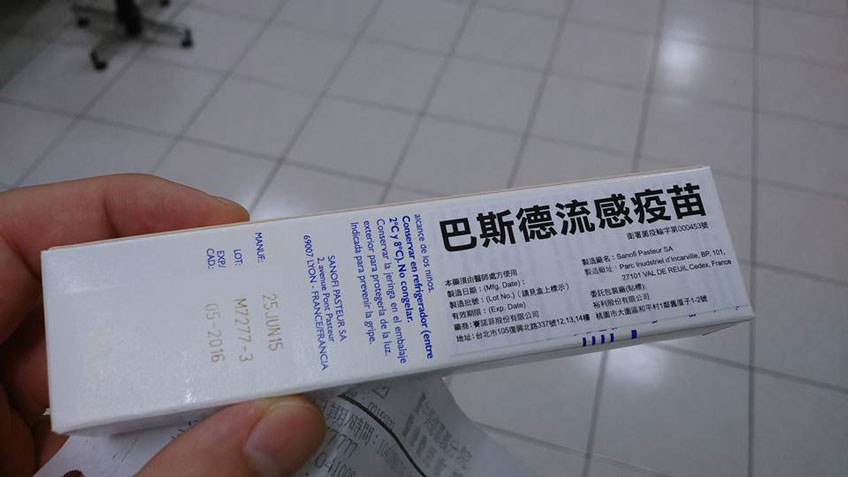 巴斯德流感疫苗
衛署菌疫輸字第000453號
本藥須由醫師處方使用
製造日期：(Mfg. Date)：
製造批號：(Lot No.) (請見盒上標示)
有效期限：(Exp. Date)
藥商：賽諾菲股份有限公司
地址：台北市105復興北路337號12,13,14樓
製造廠名：Sanofi Pasteur SA
製造廠址：Parc Inoustriel d'Incarville, BP, 101,
27101 VAL DE REUIL Cedex, France
委託包裝廠(貼標)：
裕利股份有限公司
桃園市大園區和平村1鄰舊厝子1-2號
alcance de los niños.
Conservar en refrigerador (entre
2°C y 8°C). No congelar.
Conservar la jeringa en el embalaje
exterior para protegerla de la luz.
Indicada para prevenir la gripe.
SANOFI PASTEUR SA
2, avenue Pont Pasteur
69007 LYON - FRANCE/FRANCIA
MANUF. 25JUN15
LOT: M7277-3
EXP/
CAD: 05-2016